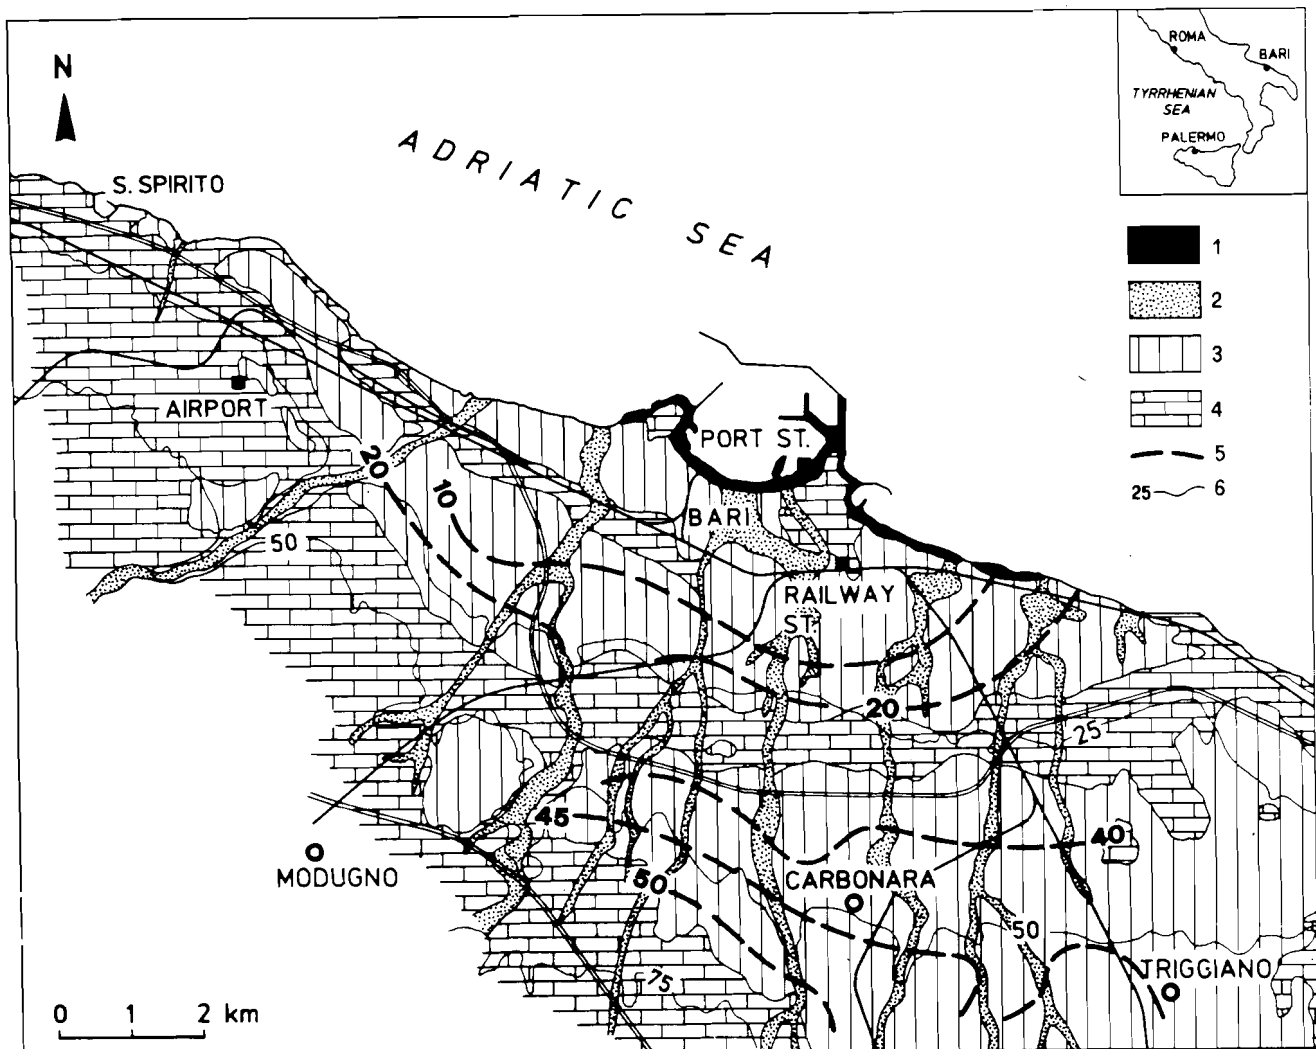 N
ROMA
BARI
TYRRHENIAN
SEA
PALERMO
ADRIATIC SEA
S. SPIRITO
1
2
3
4
5
25 6
AIRPORT
PORT ST.
20
10
BARI
50
RAILWAY
ST.
20
25
45
40
50
MODUGNO
CARBONARA
50
TRIGGIANO
75
0 1 2 km